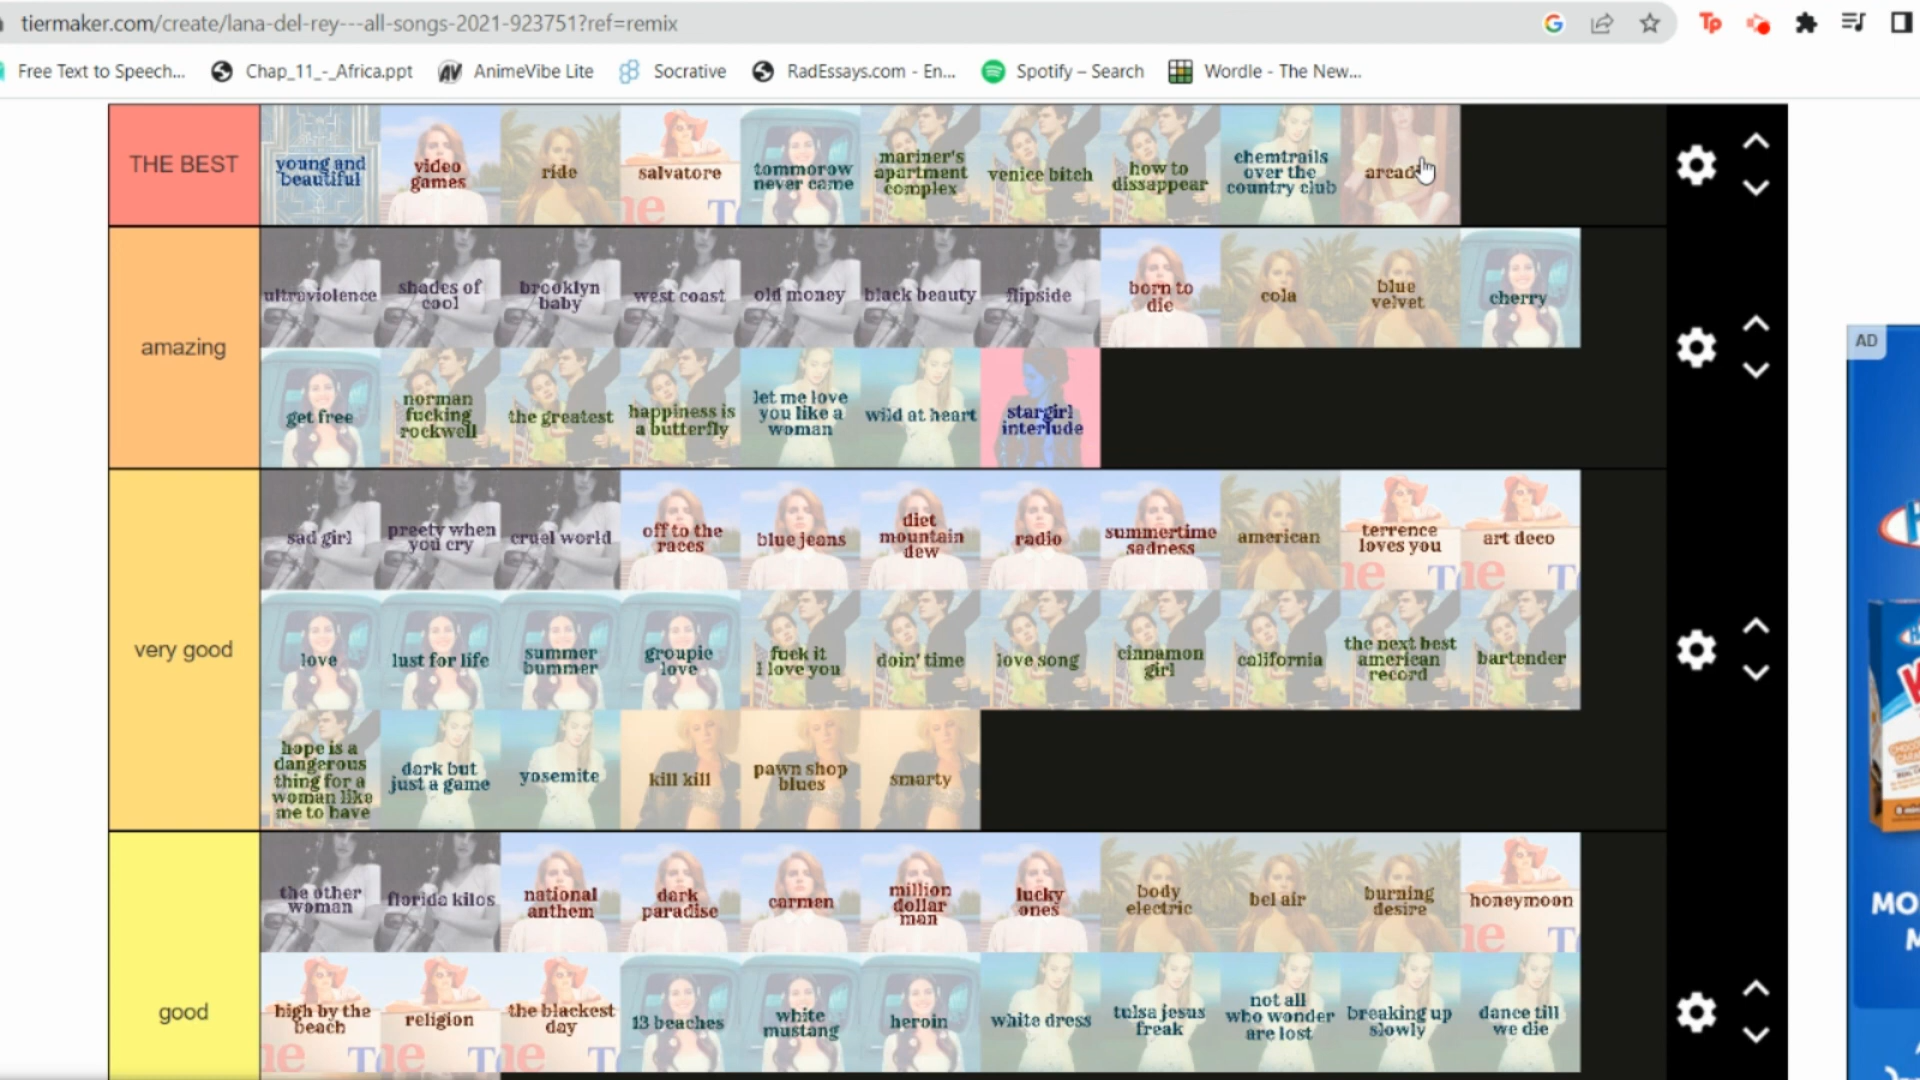 tiermaker.com/create/lana-del-rey---all-songs-2021-923751?ref=remix
Tp
Free Text to Speech...
Chap_11_-_Africa.ppt
AV
AnimeVibe Lite
Socrative
RadEssays.com - En...
Spotify – Search
Wordle - The New...
THE BEST
young and
beautiful
video
games
ride
salvatore
tommorow
never came
mariner's
apartment
complex
venice bitch
how to
dissappear
chemtrails
over the
country club
amazing
ultraviolence
shades of
cool
brooklyn
baby
west coast
old money
black beauty
flipside
born to
die
cola
blue
velvet
cherry
get free
norman
fucking
rockwell
the greatest
happiness is
a butterfly
let me love
you like a
woman
wild at heart
stargirl
interlude
AD
very good
sad girl
preety when
you cry
cruel world
off to the
races
blue jeans
diet
mountain
dew
radio
summertime
sadness
american
terrence
loves you
art deco
love
lust for life
summer
bummer
groupie
love
fuck it
I love you
doin' time
love song
cinnamon
girl
california
the next best
american
record
bartender
hope is a
dangerous
thing for a
woman like
me to have
dark but
just a game
yosemite
kill kill
pawn shop
blues
smarty
good
the other
woman
florida kilos
national
anthem
dark
paradise
carmen
million
dollar
man
lucky
ones
body
electric
bel air
burning
desire
honeymoon
high by the
beach
religion
the blackest
day
13 beaches
white
mustang
heroin
white dress
tulsa jesus
freak
not all
who wonder
are lost
breaking up
slowly
dance till
we die